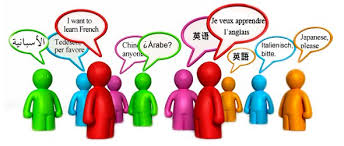 الأسبانية
Tedesco,
per favore.
I want to
learn French
Chinese
anyone?
¿Árabe?
英语
Je veux apprendre
l'anglais
英語
Italienisch,
bitte.
Japanese,
please